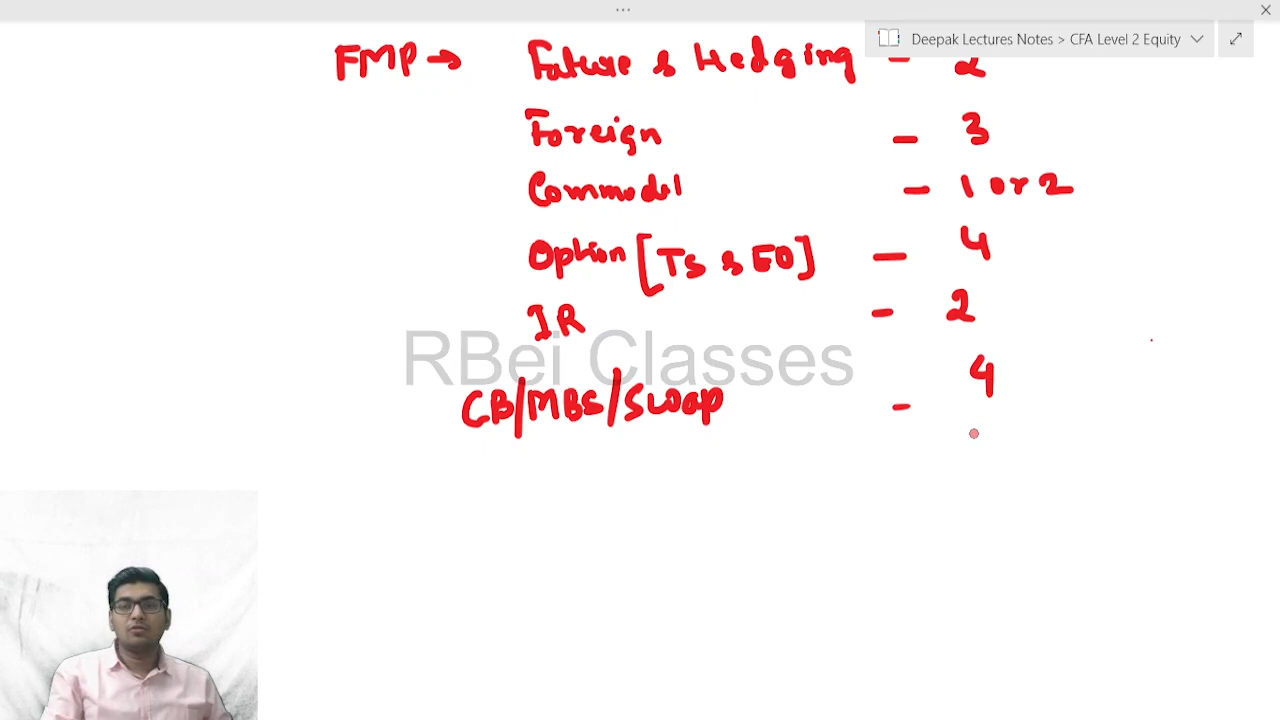 ...
Deepak Lectures Notes > CFA Level 2 Equity
FMP → Future & Hedging - 2
Foreign - 3
Commodel - 1 or 2
Option [TS & EO] - 4
IR - 2
RBei Classes
CB/MBS/Swap - 4